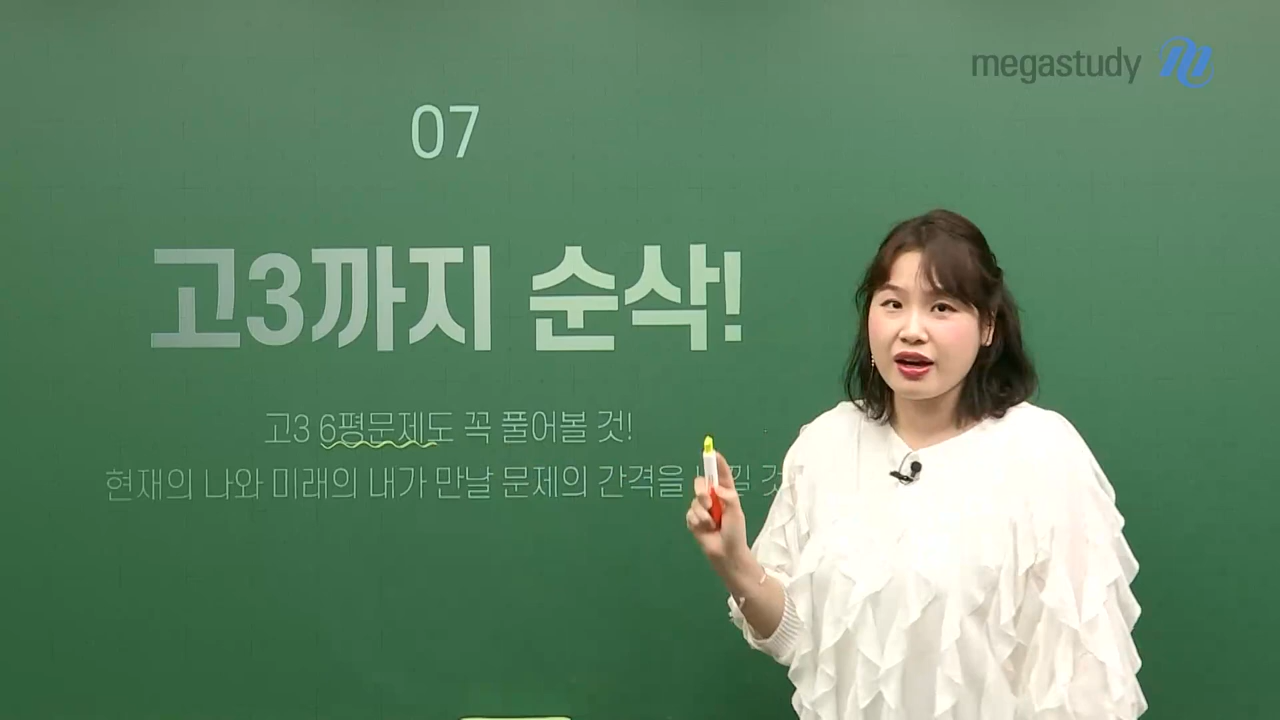 megastudy
07
고3까지 순삭!
고3 6평문제도 꼭 풀어볼 것!
현재의 나와 미래의 내가 만날 문제의 간격을